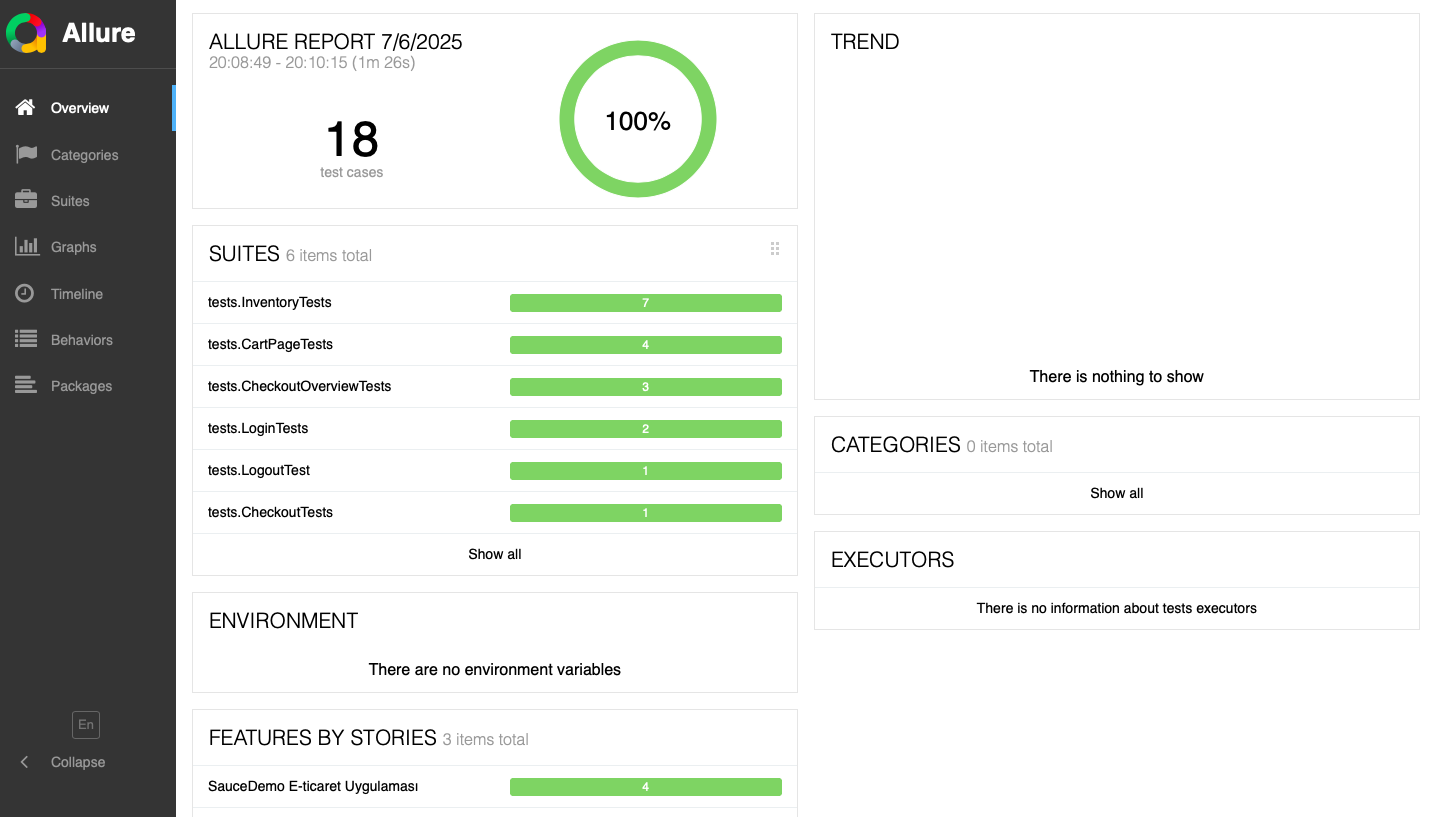 Allure
Overview
Categories
Suites
Graphs
Timeline
Behaviors
Packages
En
Collapse
ALLURE REPORT 7/6/2025
20:08:49 - 20:10:15 (1m 26s)
18
test cases
100%
SUITES 6 items total
tests.InventoryTests 7
tests.CartPageTests 4
tests.CheckoutOverviewTests 3
tests.LoginTests 2
tests.LogoutTest 1
tests.CheckoutTests 1
Show all
ENVIRONMENT
There are no environment variables
FEATURES BY STORIES 3 items total
SauceDemo E-ticaret Uygulaması 4
TREND
There is nothing to show
CATEGORIES 0 items total
Show all
EXECUTORS
There is no information about tests executors